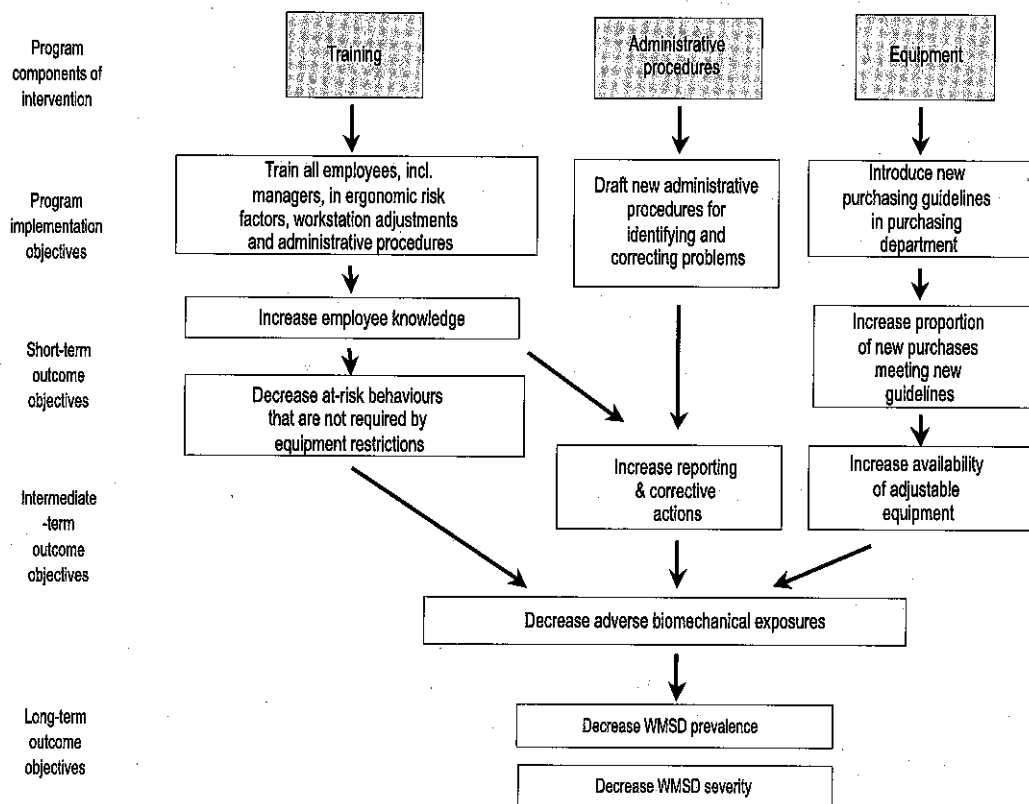 Program
components of
intervention
Training
Administrative
procedures
Equipment
Program
implementation
objectives
Train all employees, incl.
managers, in ergonomic risk
factors, workstation adjustments
and administrative procedures
Draft new administrative
procedures for
identifying and
correcting problems
Introduce new
purchasing guidelines
in purchasing
department
Short-term
outcome
objectives
Increase employee knowledge
Decrease at-risk behaviours
that are not required by
equipment restrictions
Increase proportion
of new purchases
meeting new
guidelines
Intermediate
-term
outcome
objectives
Increase reporting
& corrective
actions
Increase availability
of adjustable
equipment
Decrease adverse biomechanical exposures
Long-term
outcome
objectives
Decrease WMSD prevalence
Decrease WMSD severity